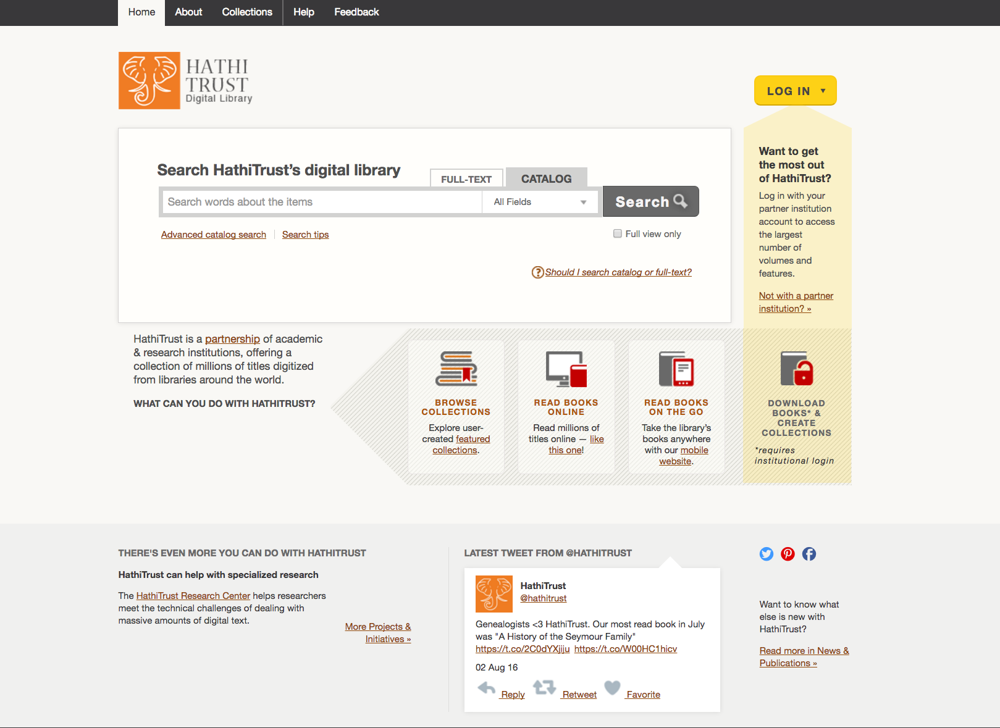 Home
About
Collections
Help
Feedback
HATHI
TRUST
Digital Library
LOG IN
Search HathiTrust's digital library
FULL-TEXT
CATALOG
Search words about the items
All Fields
Search
Advanced catalog search
Search tips
Full view only
Should I search catalog or full-text?
Want to get
the most out
of HathiTrust?
Log in with your
partner institution
account to access
the largest
number of
volumes and
features.
Not with a partner
institution? »
HathiTrust is a partnership of academic
& research institutions, offering a
collection of millions of titles digitized
from libraries around the world.
WHAT CAN YOU DO WITH HATHITRUST?
BROWSE
COLLECTIONS
Explore user-
created featured
collections.
READ BOOKS
ONLINE
Read millions of
titles online — like
this one!
READ BOOKS
ON THE GO
Take the library's
books anywhere
with our mobile
website.
DOWNLOAD
BOOKS* &
CREATE
COLLECTIONS
*requires
institutional login
THERE'S EVEN MORE YOU CAN DO WITH HATHITRUST
HathiTrust can help with specialized research
The HathiTrust Research Center helps researchers
meet the technical challenges of dealing with
massive amounts of digital text.
More Projects &
Initiatives »
LATEST TWEET FROM @HATHITRUST
HathiTrust
@hathitrust
Genealogists <3 HathiTrust. Our most read book in July
was "A History of the Seymour Family"
https://t.co/2C0dYXjiju https://t.co/W00HC1hicv
02 Aug 16
Reply
Retweet
Favorite
Want to know what
else is new with
HathiTrust?
Read more in News &
Publications »